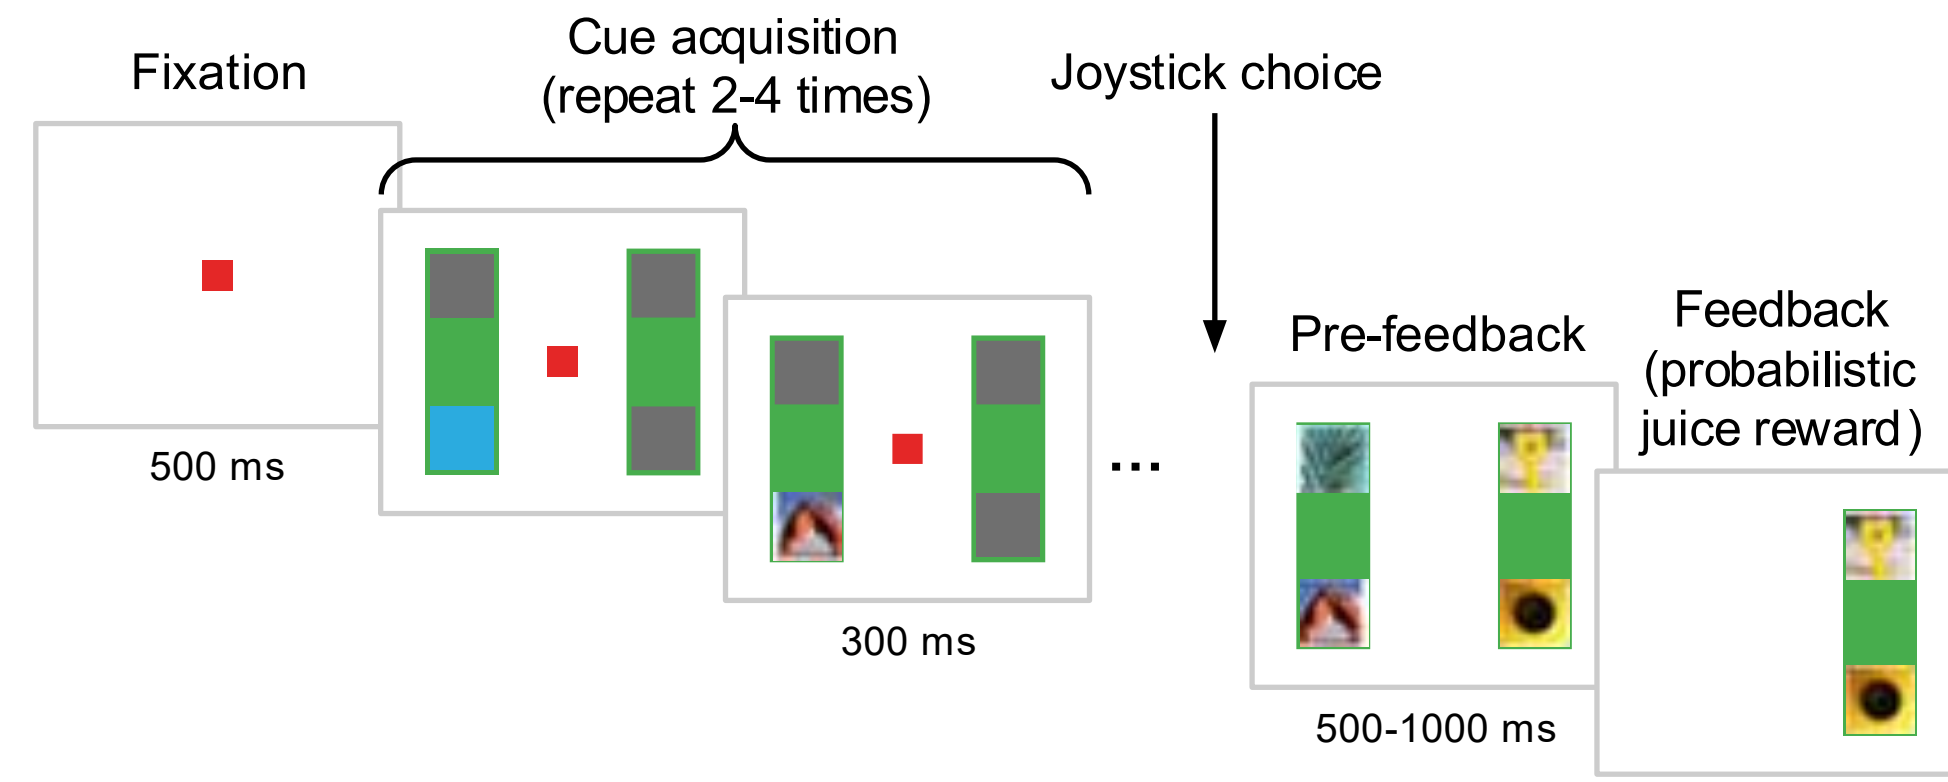 Fixation
500 ms
Cue acquisition
(repeat 2-4 times)
300 ms
...
Joystick choice
Pre-feedback
500-1000 ms
Feedback
(probabilistic
juice reward)